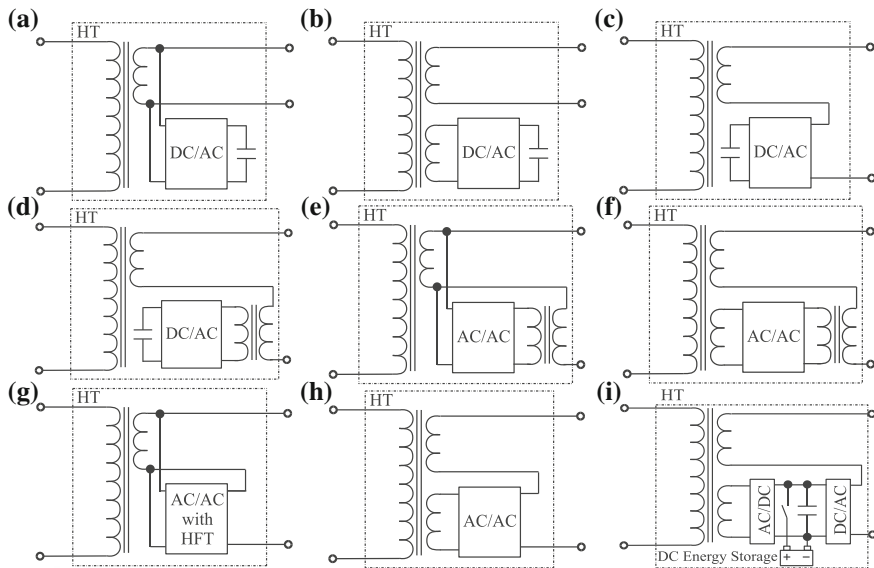 (a)
HT
DC/AC
(b)
HT
DC/AC
(c)
HT
DC/AC
(d)
HT
DC/AC
(e)
HT
AC/AC
(f)
HT
AC/AC
(g)
HT
AC/AC
with
HFT
(h)
HT
AC/AC
(i)
HT
AC/DC
DC/AC
DC Energy Storage
+ −